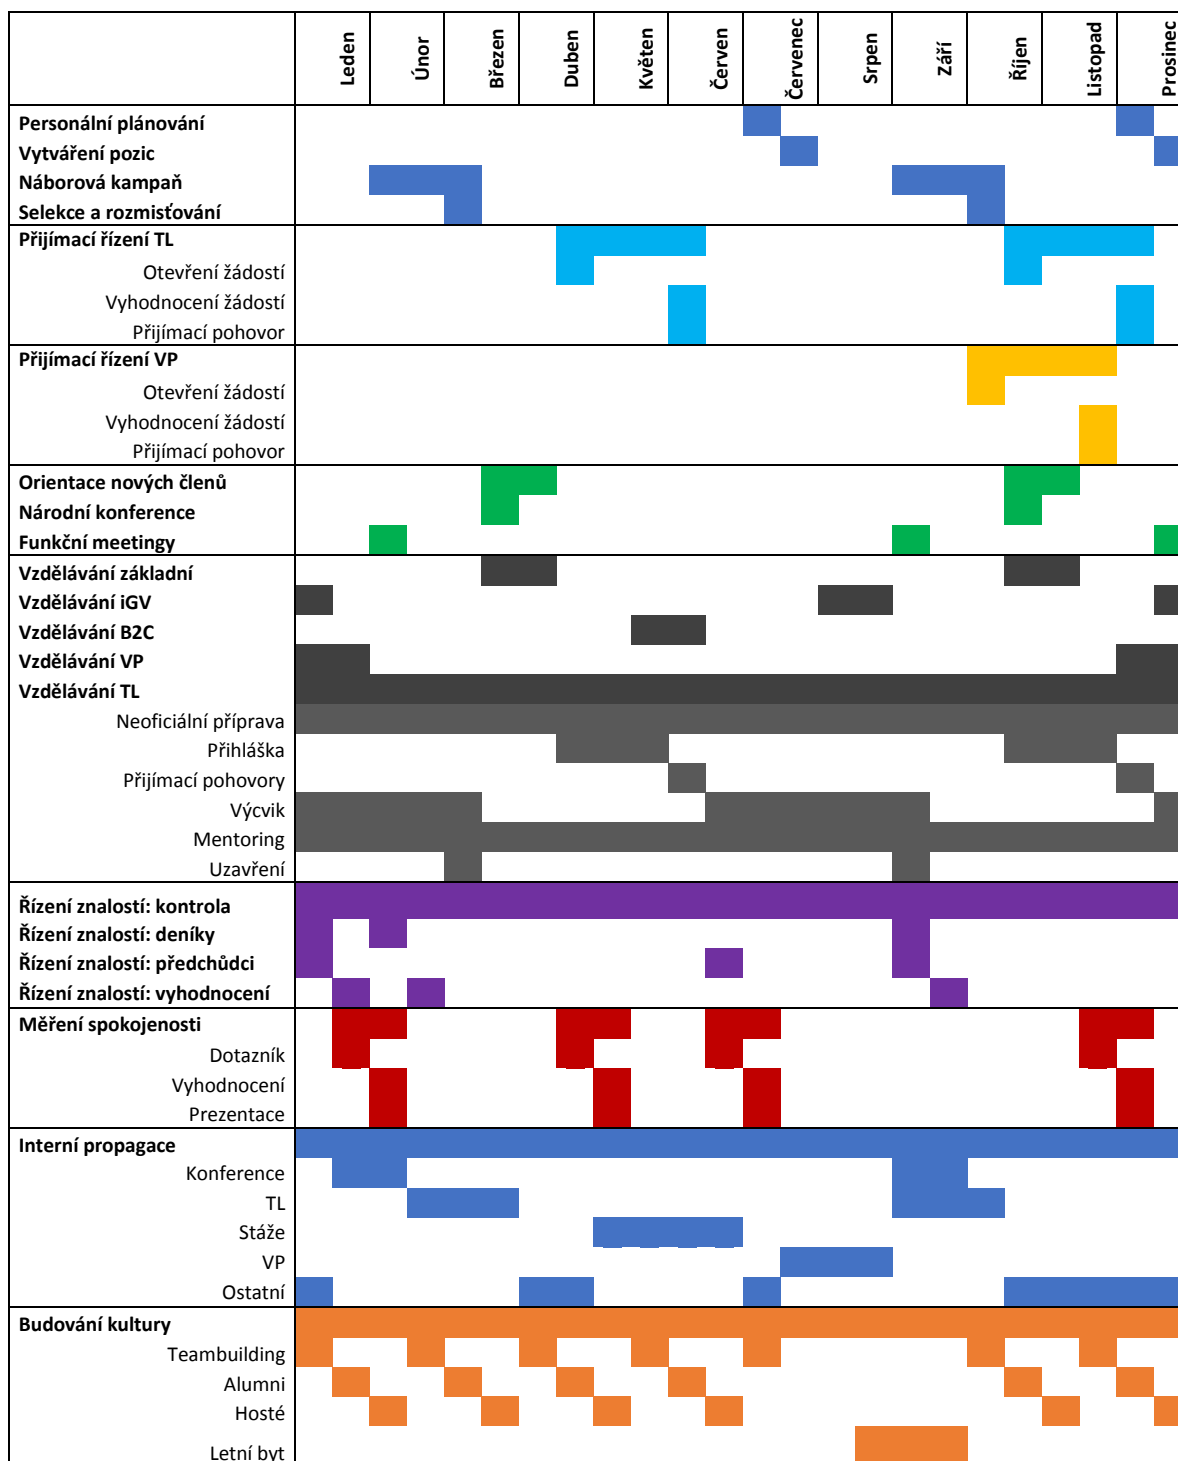 Leden
Únor
Březen
Duben
Květen
Červen
Červenec
Srpen
Září
Říjen
Listopad
Prosinec
Personální plánování
Vytváření pozic
Náborová kampaň
Selekce a rozmisťování
Přijímací řízení TL
Otevření žádostí
Vyhodnocení žádostí
Přijímací pohovor
Přijímací řízení VP
Otevření žádostí
Vyhodnocení žádostí
Přijímací pohovor
Orientace nových členů
Národní konference
Funkční meetingy
Vzdělávání základní
Vzdělávání iGV
Vzdělávání B2C
Vzdělávání VP
Vzdělávání TL
Neoficiální příprava
Přihláška
Přijímací pohovory
Výcvik
Mentoring
Uzavření
Řízení znalostí: kontrola
Řízení znalostí: deníky
Řízení znalostí: předchůdci
Řízení znalostí: vyhodnocení
Měření spokojenosti
Dotazník
Vyhodnocení
Prezentace
Interní propagace
Konference
TL
Stáže
VP
Ostatní
Budování kultury
Teambuilding
Alumni
Hosté
Letní byt